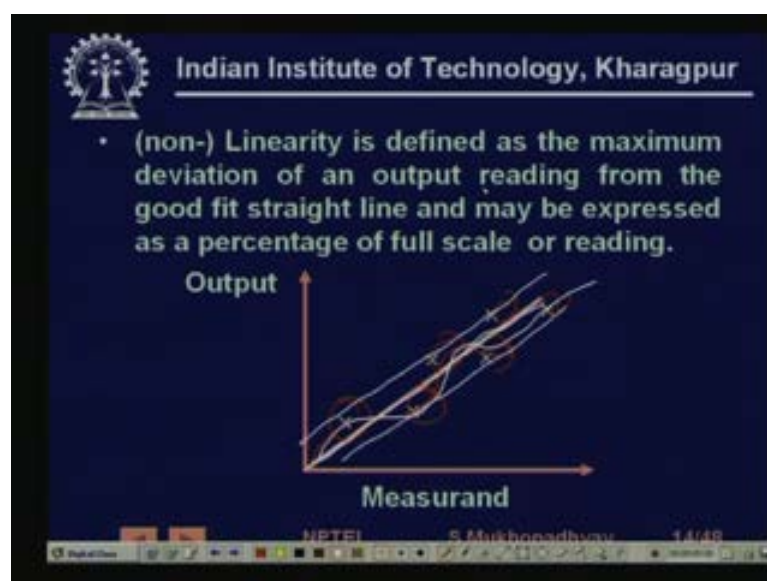 Indian Institute of Technology, Kharagpur
• (non-) Linearity is defined as the maximum
deviation of an output reading from the
good fit straight line and may be expressed
as a percentage of full scale or reading.
Output
Measurand
NPTEL S Mukhopadhyay 14/48